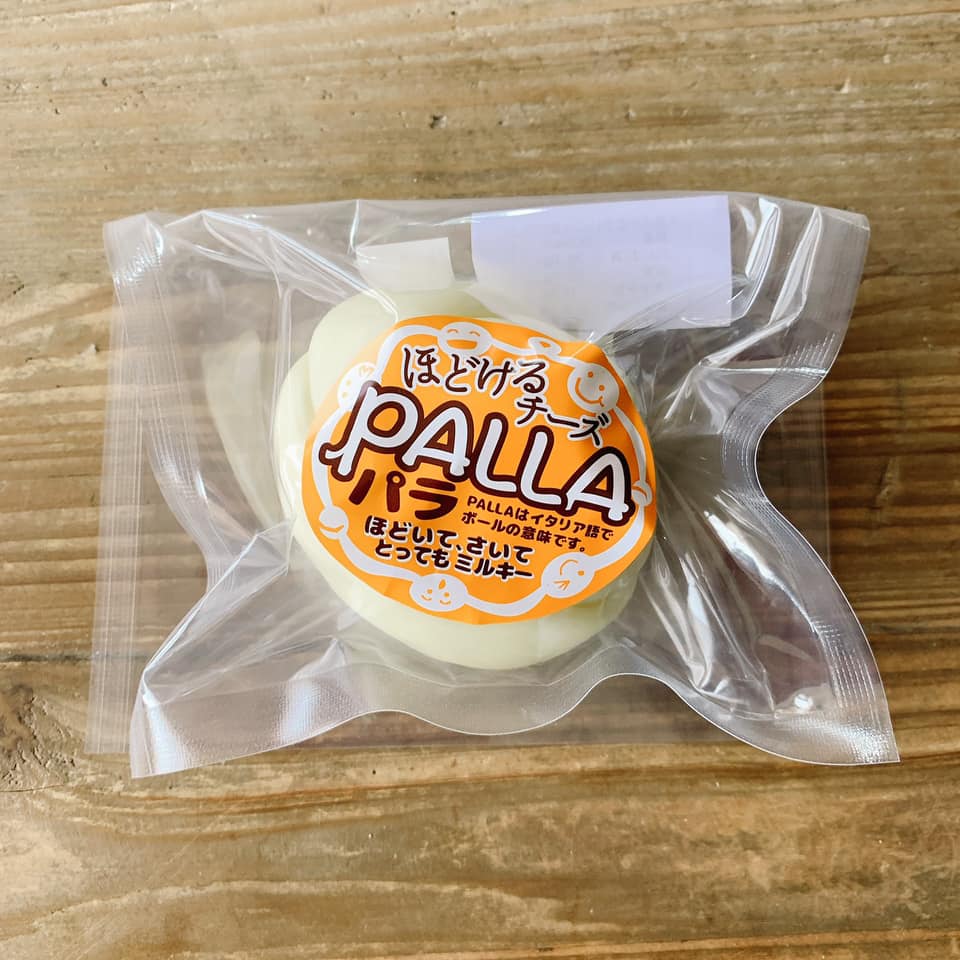 ほどける
チーズ
PALLA
パラ
PALLAはイタリア語で
ボールの意味です。
ほどいて、さいて
とってもミルキー